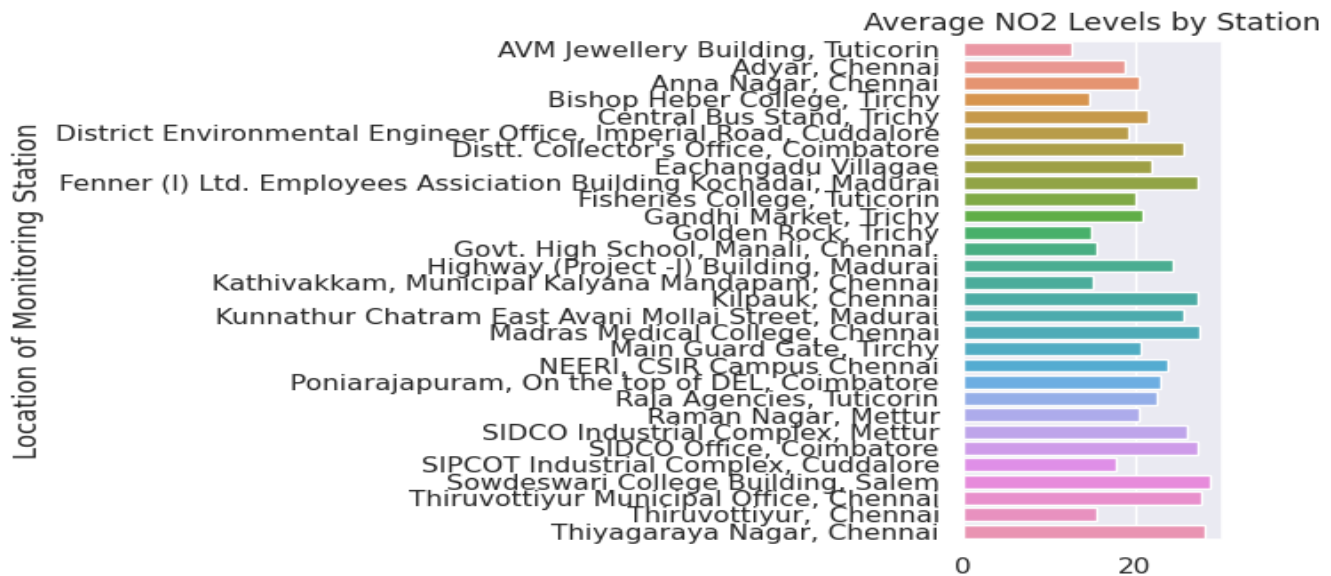 Average NO2 Levels by Station
Location of Monitoring Station
AVM Jewellery Building, Tuticorin
Adyar, Chennai
Anna Nagar, Chennai
Bishop Heber College, Tirchy
Central Bus Stand, Trichy
District Environmental Engineer Office, Imperial Road, Cuddalore
Distt. Collector's Office, Coimbatore
Eachangadu Villagae
Fenner (I) Ltd. Employees Assiciation Building Kochadai, Madurai
Fisheries College, Tuticorin
Gandhi Market, Trichy
Golden Rock, Trichy
Govt. High School, Manali, Chennai.
Highway (Project -I) Building, Madurai
Kathivakkam, Municipal Kalyana Mandapam, Chennai
Kilpauk, Chennai
Kunnathur Chatram East Avani Mollai Street, Madurai
Madras Medical College, Chennai
Main Guard Gate, Tirchy
NEERI, CSIR Campus Chennai
Poniarajapuram, On the top of DEL, Coimbatore
Raja Agencies, Tuticorin
Raman Nagar, Mettur
SIDCO Industrial Complex, Mettur
SIDCO Office, Coimbatore
SIPCOT Industrial Complex, Cuddalore
Sowdeswari College Building, Salem
Thiruvottiyur Municipal Office, Chennai
Thiruvottiyur, Chennai
Thiyagaraya Nagar, Chennai
0 20